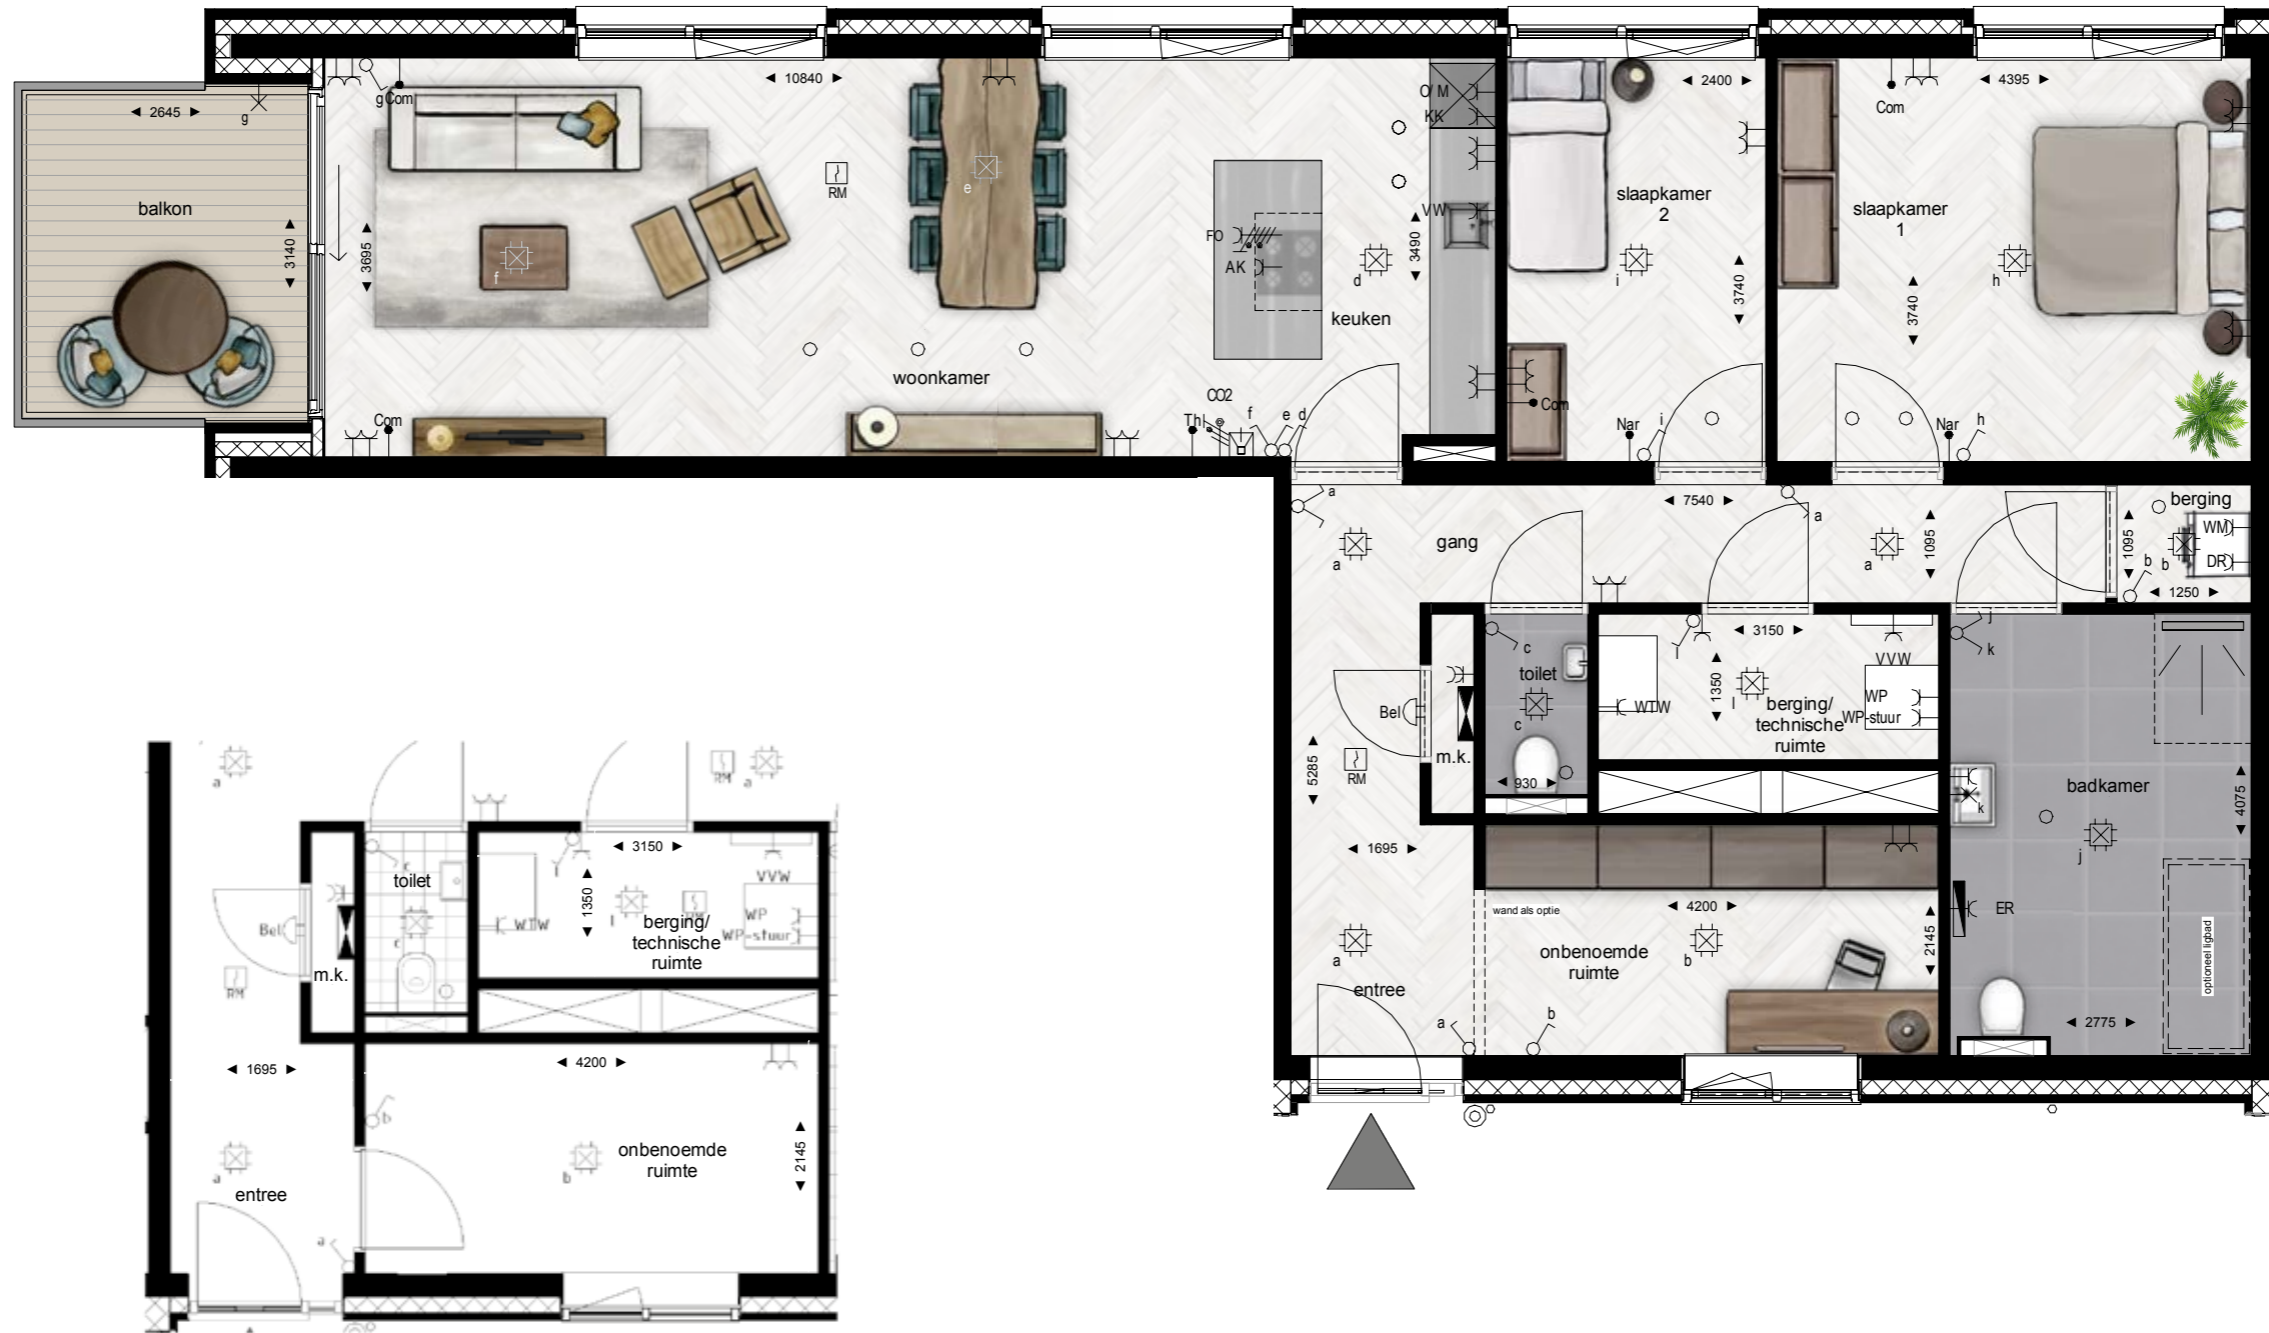 10840
2400
4395
g Com
2645
g
O/M
KK
Com
RM
e
balkon
slaapkamer
2
slaapkamer
1
VW
FO
AK
3140
3695
3490
f
d
i
h
3740
3740
keuken
woonkamer
CO2
Com
Th
f
e
d
Com
Nar
i
Nar
h
a
7540
a
berging
WM
gang
a
a
1095
1095
b
b
DR
1250
c
toilet
l
3150
VVW
j
k
1350
l
WTW
WP
WP-stuur
berging/
technische
ruimte
Bel
c
m.k.
RM
5285
930
badkamer
k
4075
j
1695
wand als optie
4200
ER
a
onbenoemde
ruimte
b
2145
entree
optioneel ligbad
a
b
2775
a
RM
a
c
toilet
l
3150
VVW
1350
l
RM
WTW
WP
WP-stuur
berging/
technische
ruimte
Bel
c
m.k.
RM
1695
4200
b
a
onbenoemde
ruimte
b
2145
entree
a